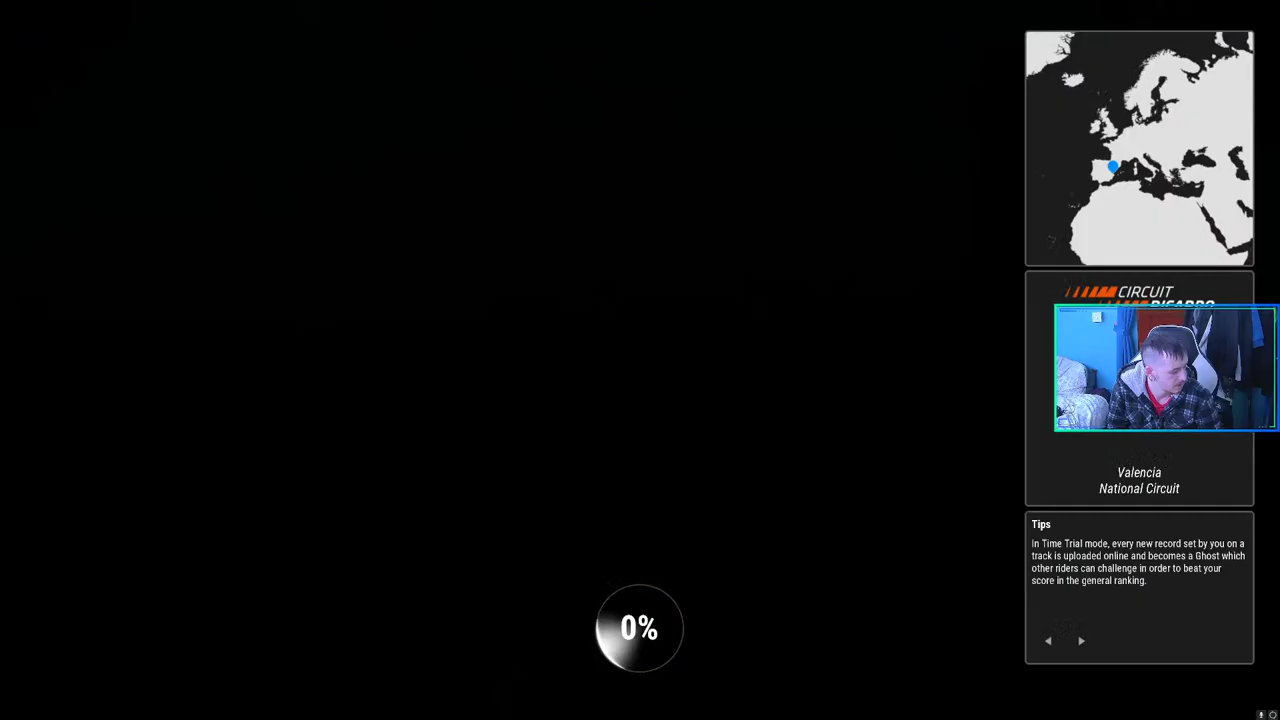 CIRCUIT
RICARDO
Valencia
National Circuit
Tips
In Time Trial mode, every new record set by you on a
track is uploaded online and becomes a Ghost which
other riders can challenge in order to beat your
score in the general ranking.
0%